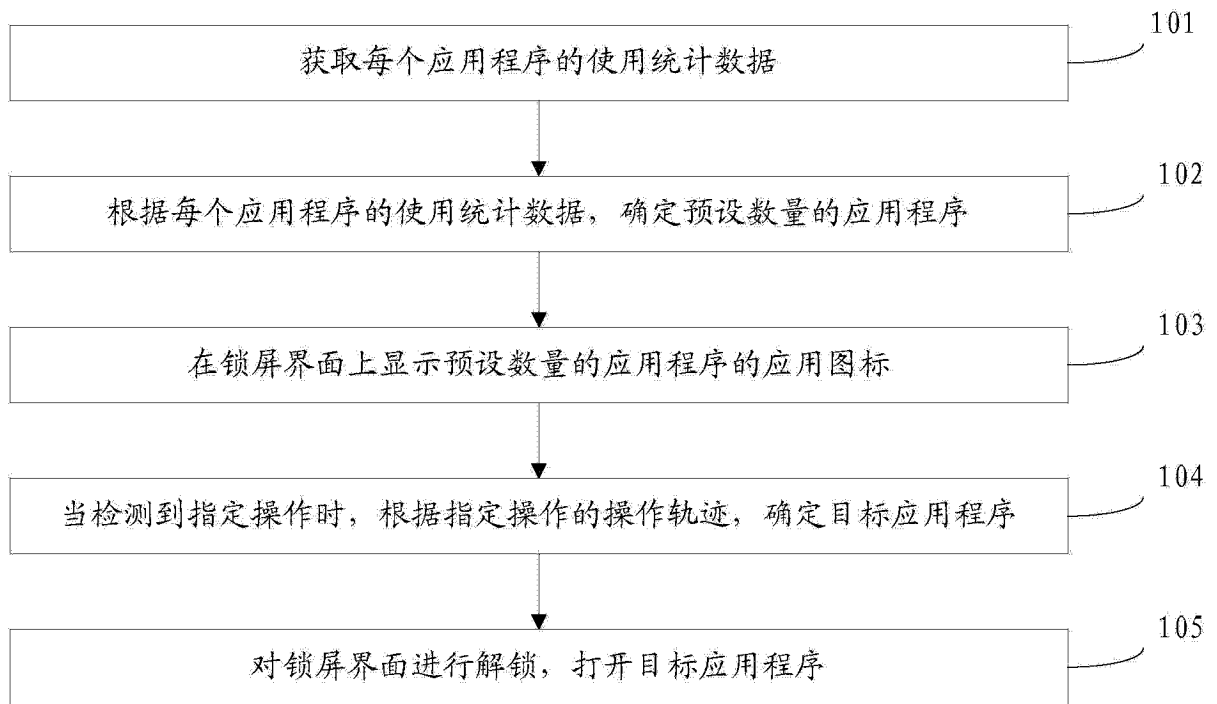 101
获取每个应用程序的使用统计数据
102
根据每个应用程序的使用统计数据，确定预设数量的应用程序
103
在锁屏界面上显示预设数量的应用程序的应用图标
104
当检测到指定操作时，根据指定操作的操作轨迹，确定目标应用程序
105
对锁屏界面进行解锁，打开目标应用程序